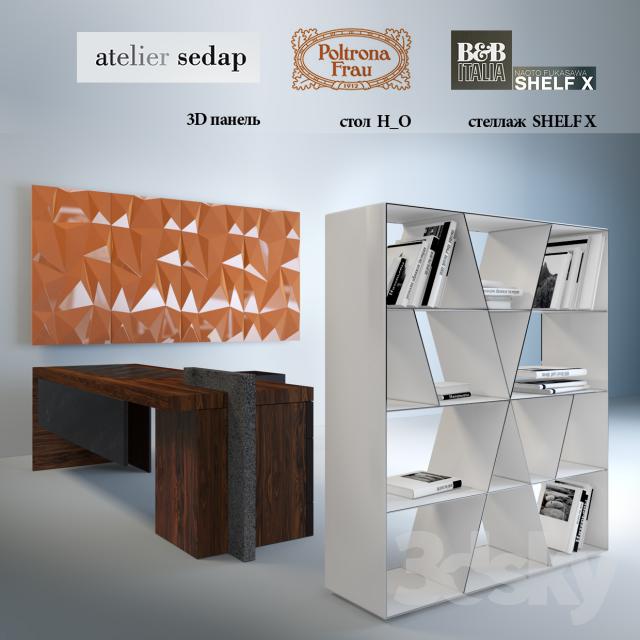 atelier sedap
Poltrona
Frau
1912
B&B
ITALIA
NAOTO FUKASAWA
SHELF X
3D панель
стол H_O
стеллаж SHELF X
3dsky